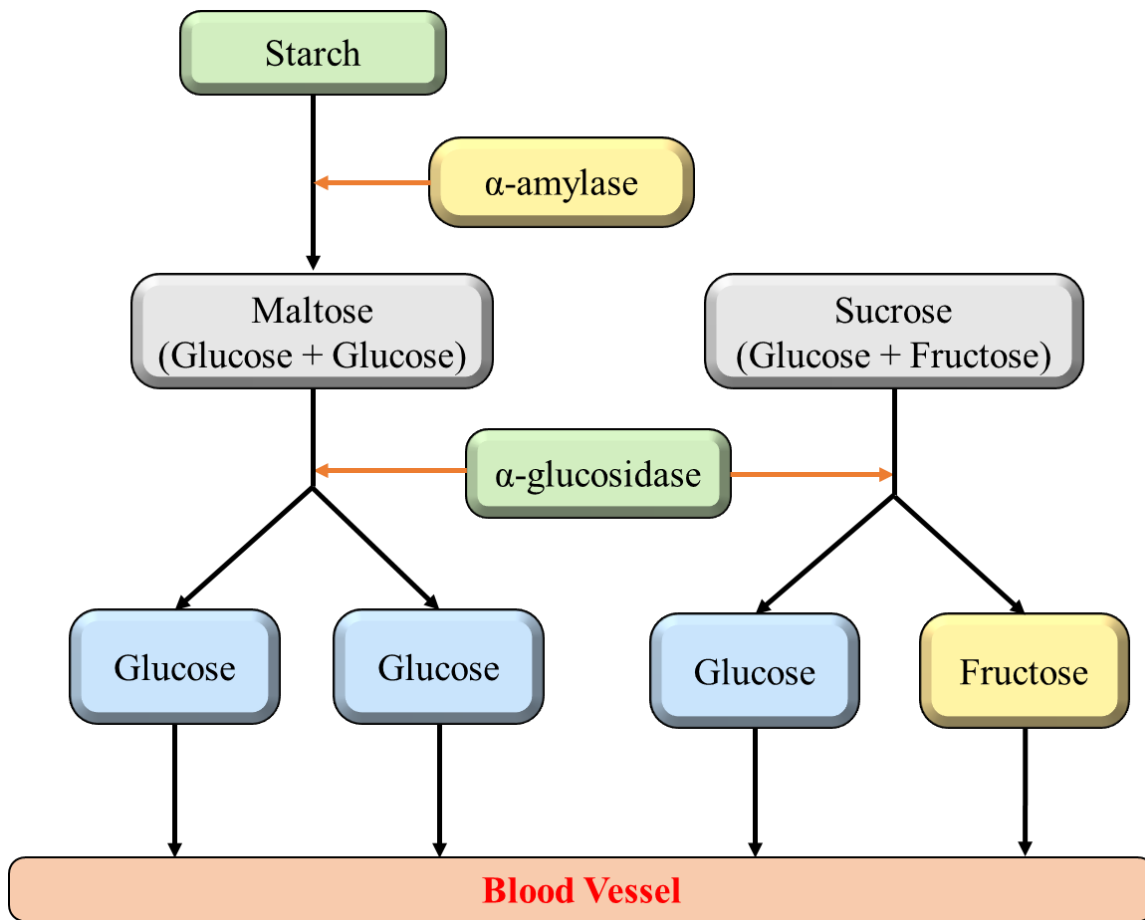 Starch
α-amylase
Maltose
(Glucose + Glucose)
Sucrose
(Glucose + Fructose)
α-glucosidase
Glucose
Glucose
Glucose
Fructose
Blood Vessel